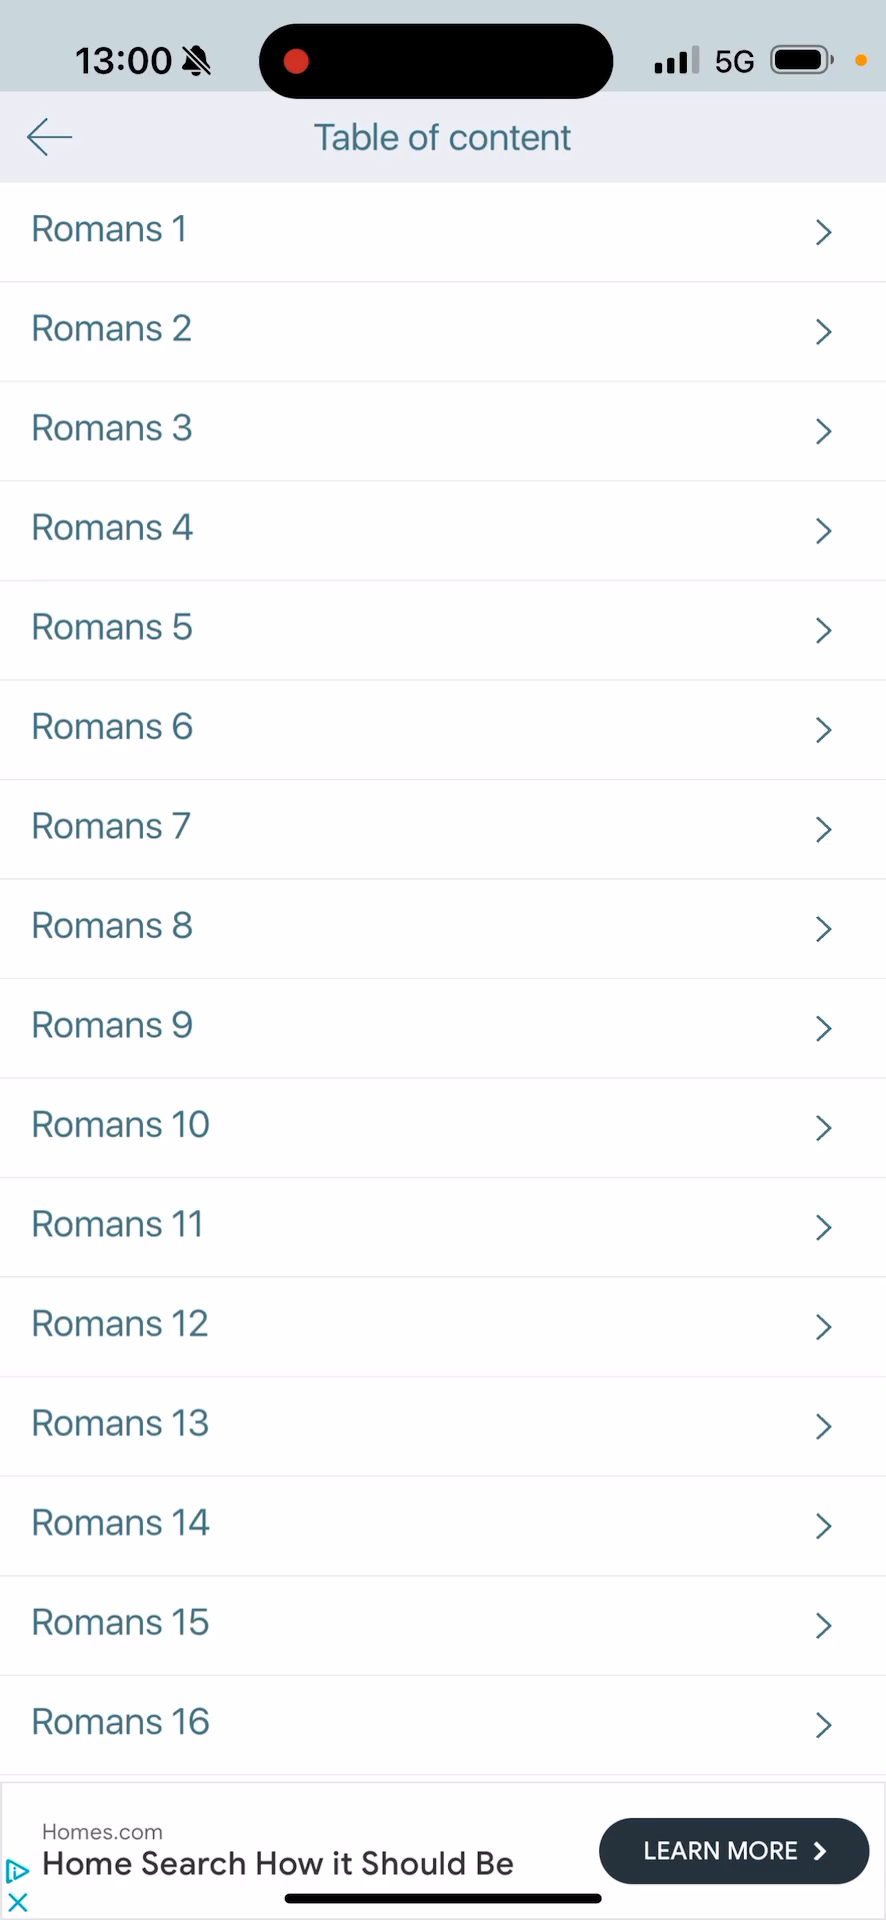 13:00
5G
Table of content
Romans 1
Romans 2
Romans 3
Romans 4
Romans 5
Romans 6
Romans 7
Romans 8
Romans 9
Romans 10
Romans 11
Romans 12
Romans 13
Romans 14
Romans 15
Romans 16
Homes.com
Home Search How it Should Be
LEARN MORE